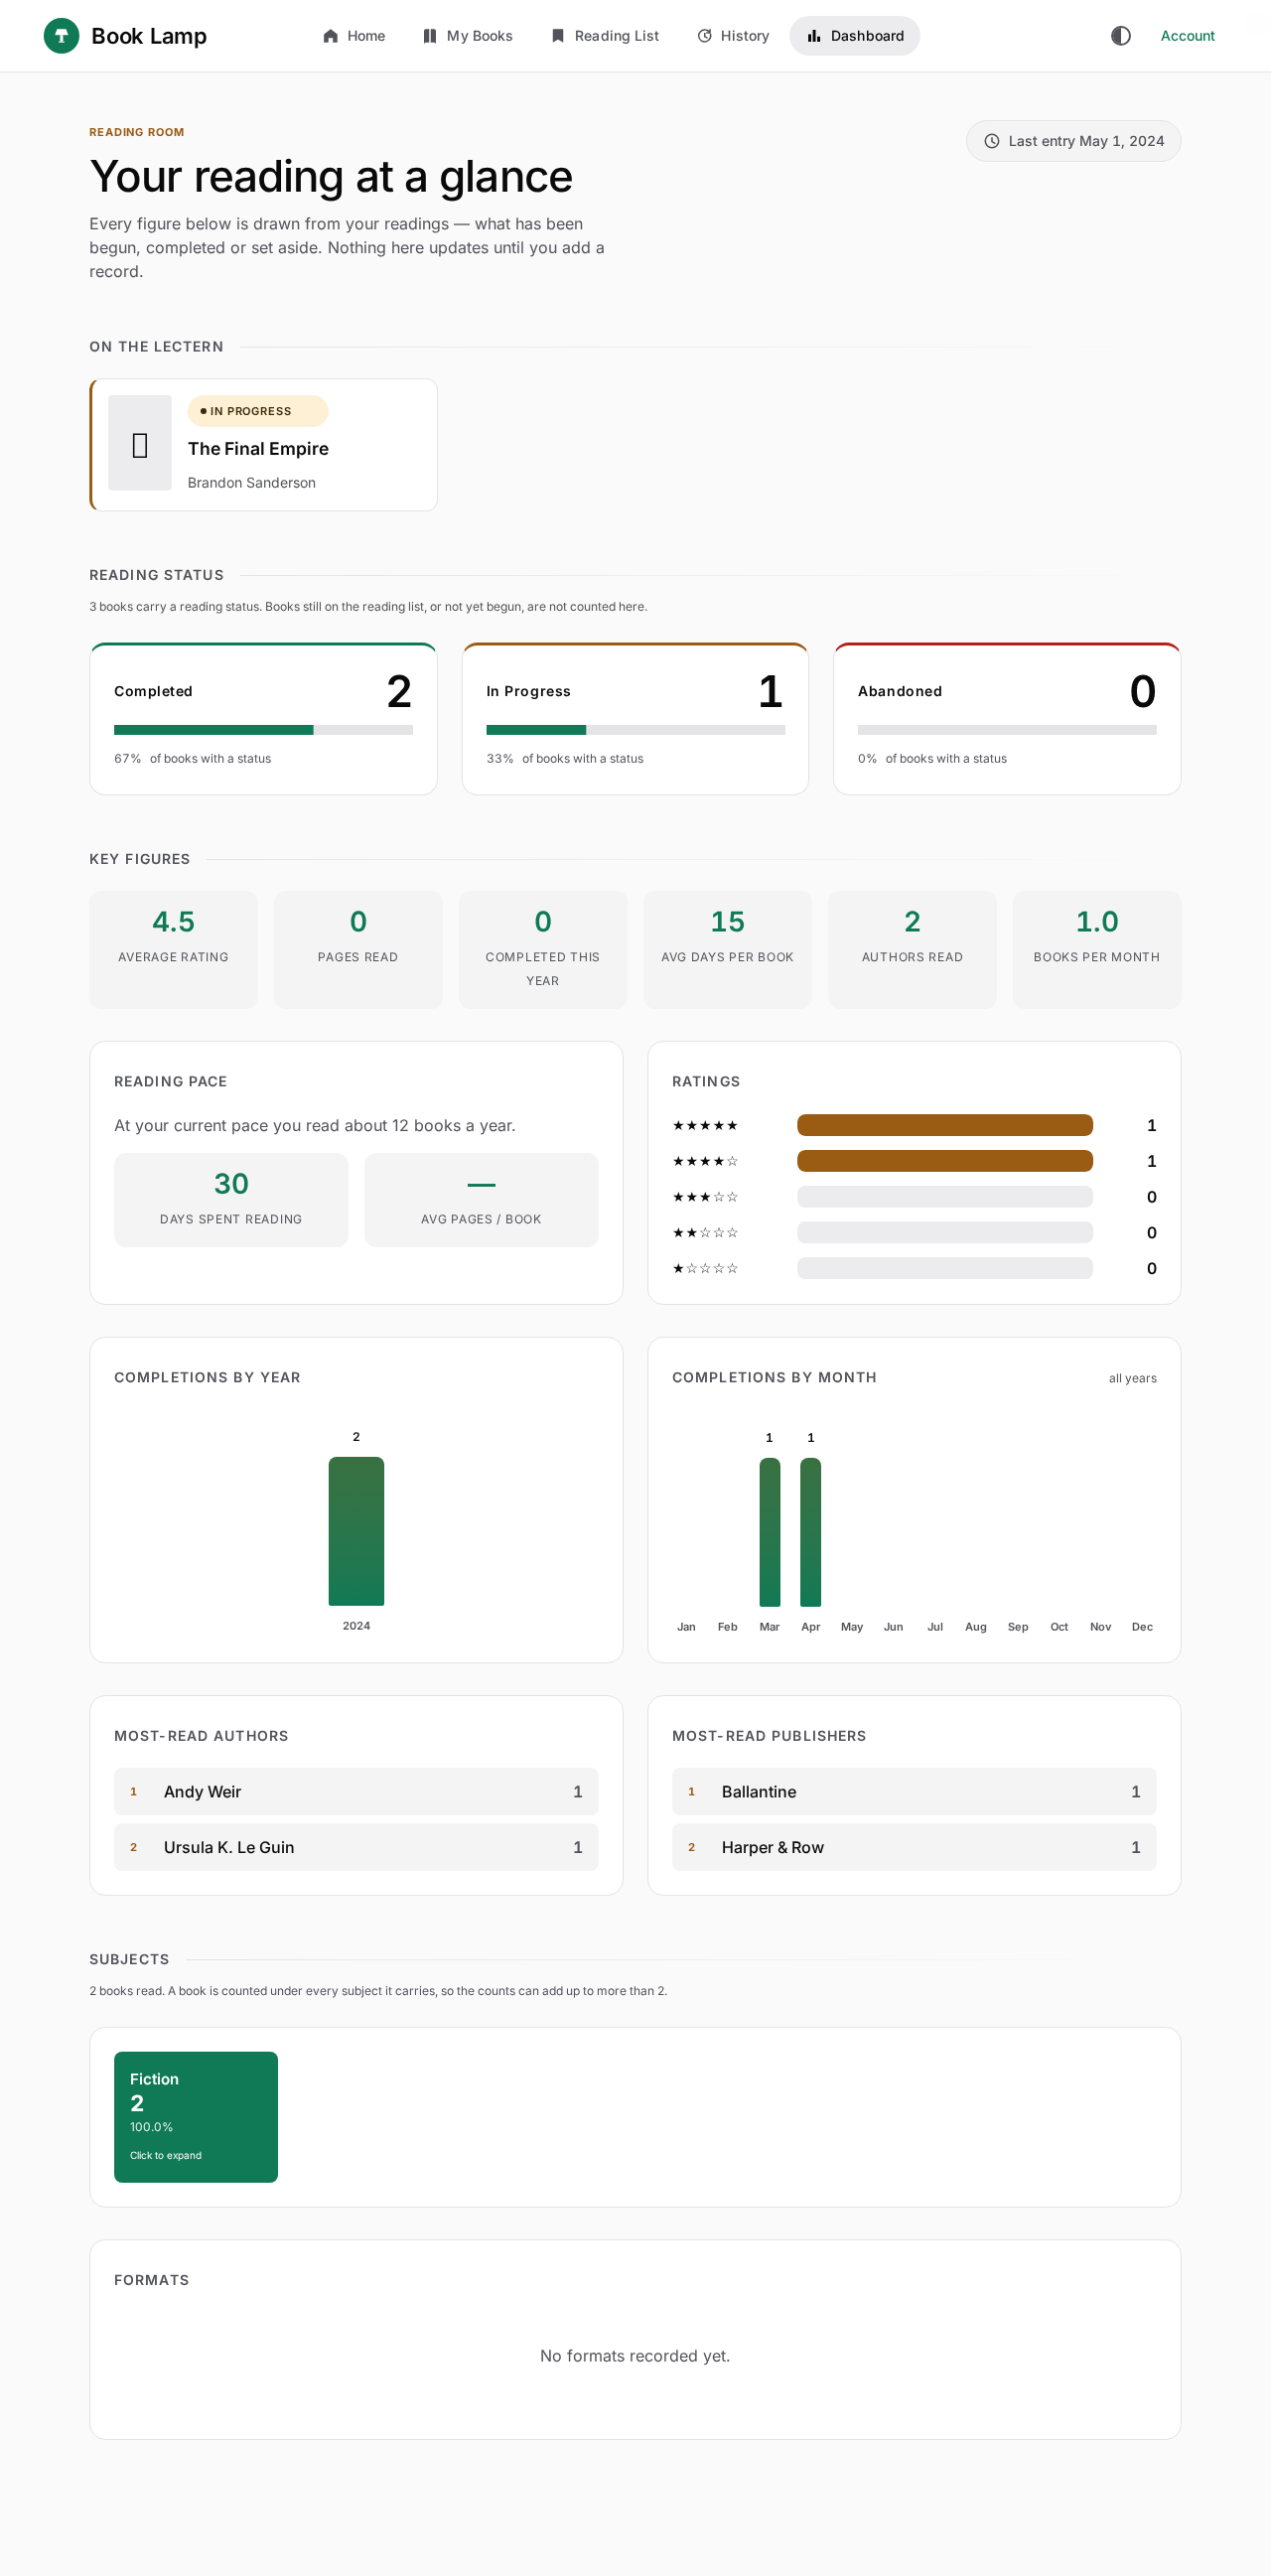 Book Lamp
Home
My Books
Reading List
History
Dashboard
Account
READING ROOM
Last entry May 1, 2024
Your reading at a glance
Every figure below is drawn from your readings — what has been
begun, completed or set aside. Nothing here updates until you add a
record.
ON THE LECTERN
IN PROGRESS
The Final Empire
Brandon Sanderson
READING STATUS
3 books carry a reading status. Books still on the reading list, or not yet begun, are not counted here.
Completed
2
67% of books with a status
In Progress
1
33% of books with a status
Abandoned
0
0% of books with a status
KEY FIGURES
4.5
AVERAGE RATING
0
PAGES READ
0
COMPLETED THIS
YEAR
15
AVG DAYS PER BOOK
2
AUTHORS READ
1.0
BOOKS PER MONTH
READING PACE
At your current pace you read about 12 books a year.
30
DAYS SPENT READING
—
AVG PAGES / BOOK
RATINGS
★★★★★ 1
★★★★☆ 1
★★★☆☆ 0
★★☆☆☆ 0
★☆☆☆☆ 0
COMPLETIONS BY YEAR
2
2024
COMPLETIONS BY MONTH
all years
1 1
Jan Feb Mar Apr May Jun Jul Aug Sep Oct Nov Dec
MOST-READ AUTHORS
1 Andy Weir 1
2 Ursula K. Le Guin 1
MOST-READ PUBLISHERS
1 Ballantine 1
2 Harper & Row 1
SUBJECTS
2 books read. A book is counted under every subject it carries, so the counts can add up to more than 2.
Fiction
2
100.0%
Click to expand
FORMATS
No formats recorded yet.